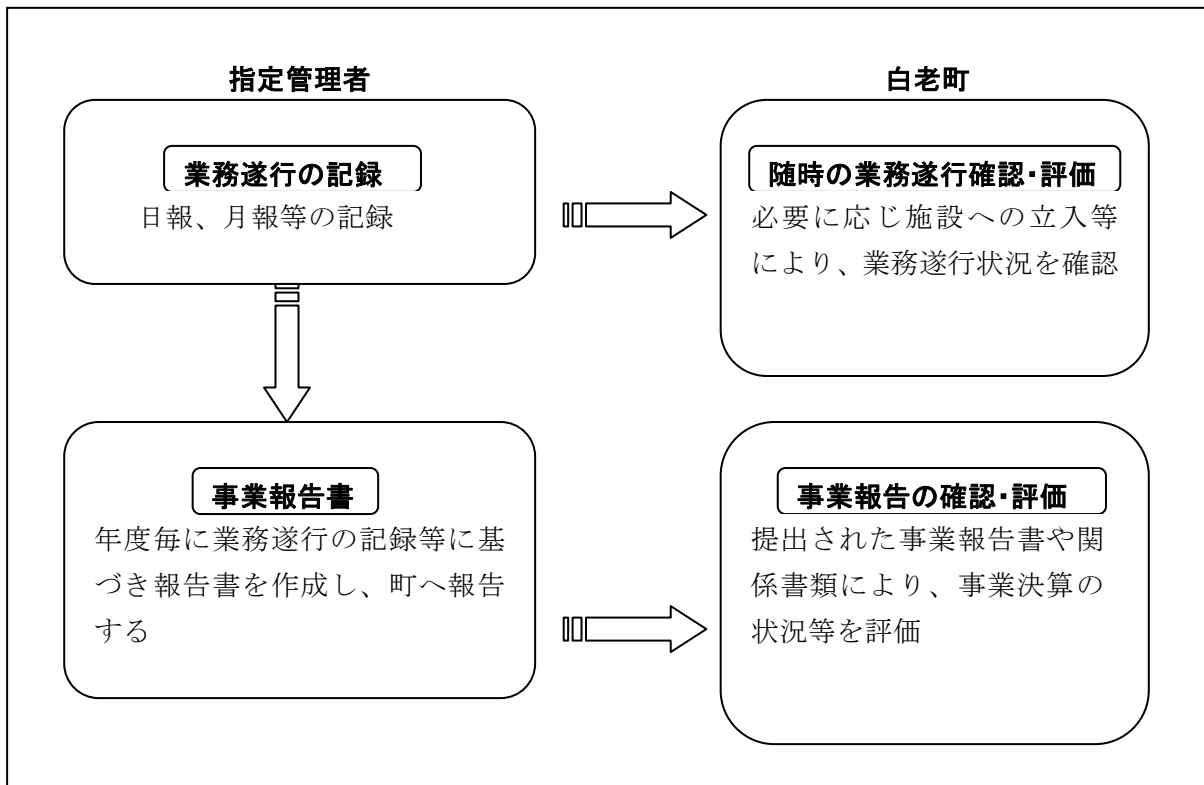 指定管理者
白老町
業務遂行の記録
日報、月報等の記録
随時の業務遂行確認・評価
必要に応じ施設への立入等
により、業務遂行状況を確認
事業報告書
年度毎に業務遂行の記録等に基
づき報告書を作成し、町へ報告
する
事業報告の確認・評価
提出された事業報告書や関
係書類により、事業決算の
状況等を評価